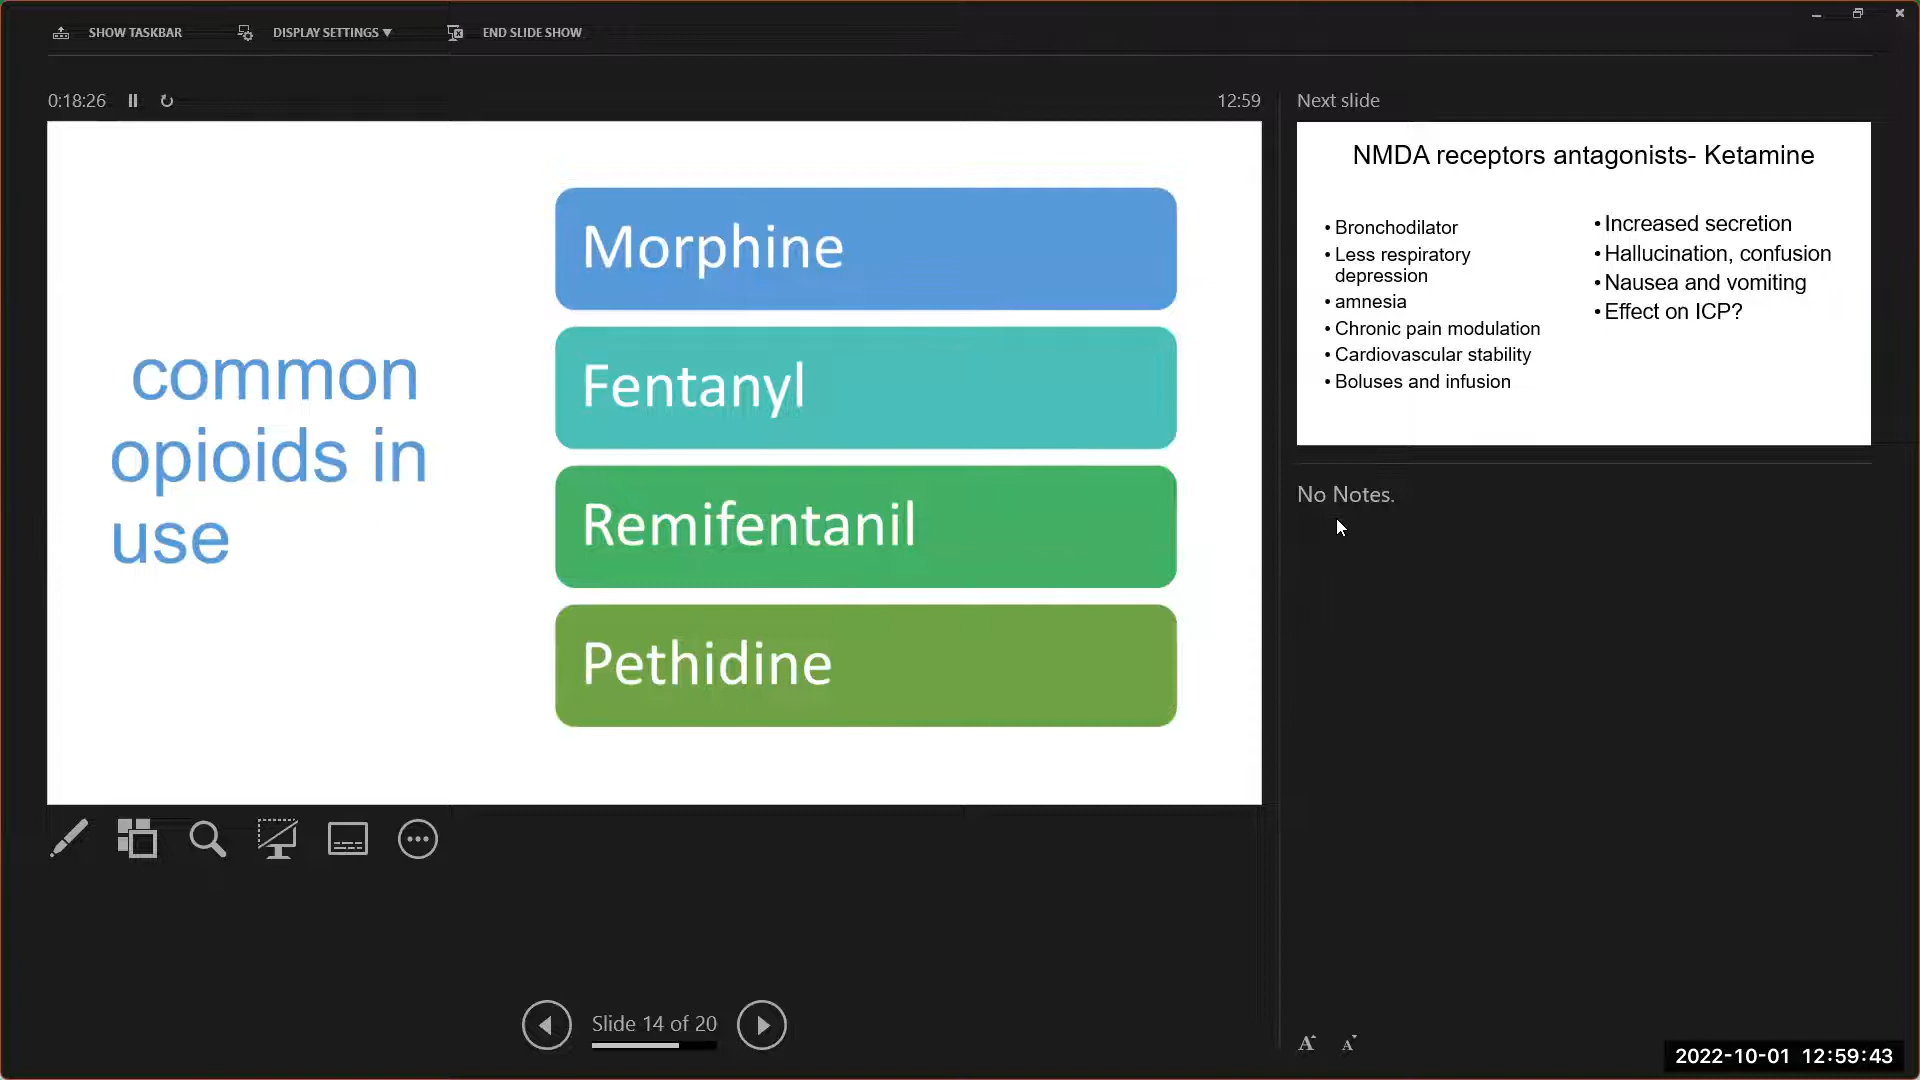 SHOW TASKBAR
DISPLAY SETTINGS ▼
END SLIDE SHOW
0:18:26
12:59
common
opioids in
use
Morphine
Fentanyl
Remifentanil
Pethidine
Next slide
NMDA receptors antagonists- Ketamine
• Bronchodilator
• Less respiratory
depression
• amnesia
• Chronic pain modulation
• Cardiovascular stability
• Boluses and infusion
• Increased secretion
• Hallucination, confusion
• Nausea and vomiting
• Effect on ICP?
No Notes.
Slide 14 of 20
A A
2022-10-01 12:59:43